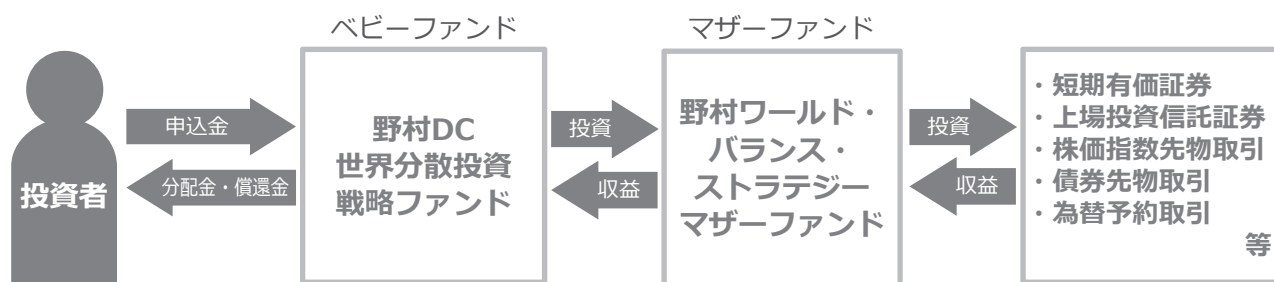 ベビーファンド
マザーファンド
投資者
申込金
分配金・償還金
野村DC
世界分散投資
戦略ファンド
投資
収益
野村ワールド・
バランス・
ストラテジー
マザーファンド
投資
収益
・短期有価証券
・上場投資信託証券
・株価指数先物取引
・債券先物取引
・為替予約取引
等